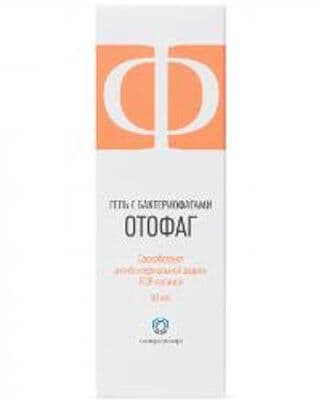 Ф
ГЕЛЬ С БАКТЕРИОФАГАМИ
ОТОФАГ
Способствует
антибактериальной защите
ЛОР-органов
50 мл